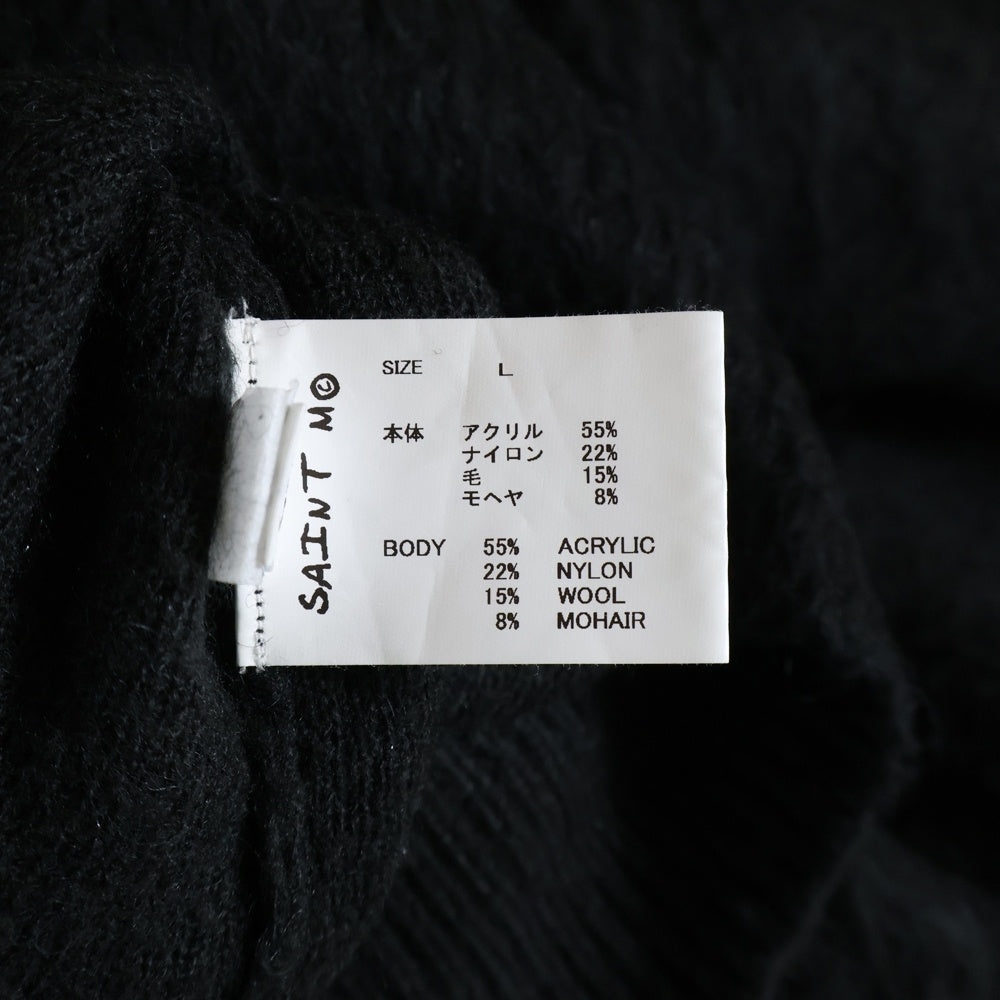 SAINT M©
SIZE L
本体 アクリル 55%
ナイロン 22%
毛 15%
モヘヤ 8%
BODY 55% ACRYLIC
22% NYLON
15% WOOL
8% MOHAIR